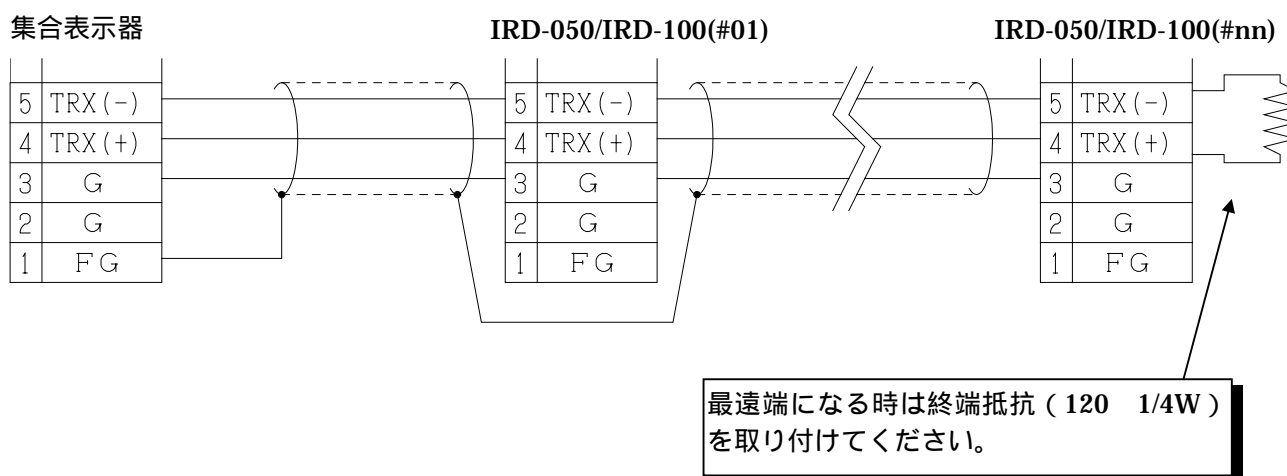 集合表示器
IRD-050/IRD-100(#01)
IRD-050/IRD-100(#nn)
5 TRX(-)
4 TRX(+)
3 G
2 G
1 FG
5 TRX(-)
4 TRX(+)
3 G
2 G
1 FG
5 TRX(-)
4 TRX(+)
3 G
2 G
1 FG
最遠端になる時は終端抵抗(120 1/4W)
を取り付けてください。